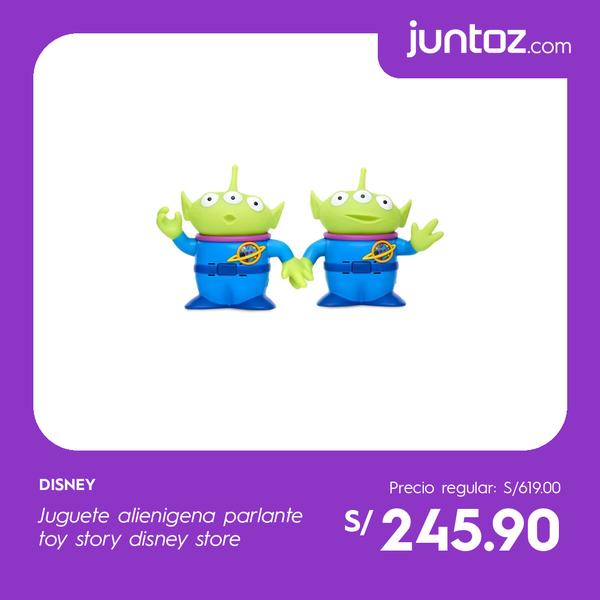 juntoz.com
DISNEY
Juguete alienigena parlante
toy story disney store
Precio regular: S/619.00
S/ 245.90